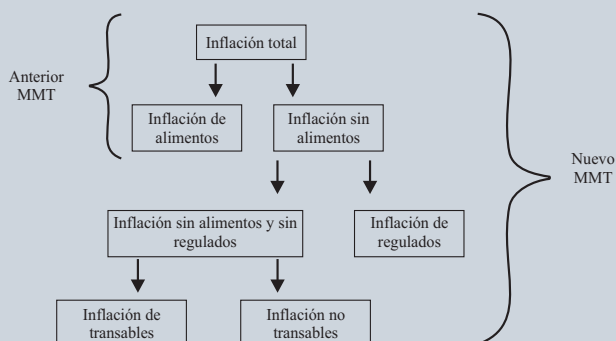 Inflación total
Anterior
MMT
Inflación de
alimentos
Inflación sin
alimentos
Nuevo
MMT
Inflación sin alimentos y sin
regulados
Inflación de
regulados
Inflación de
transables
Inflación no
transables